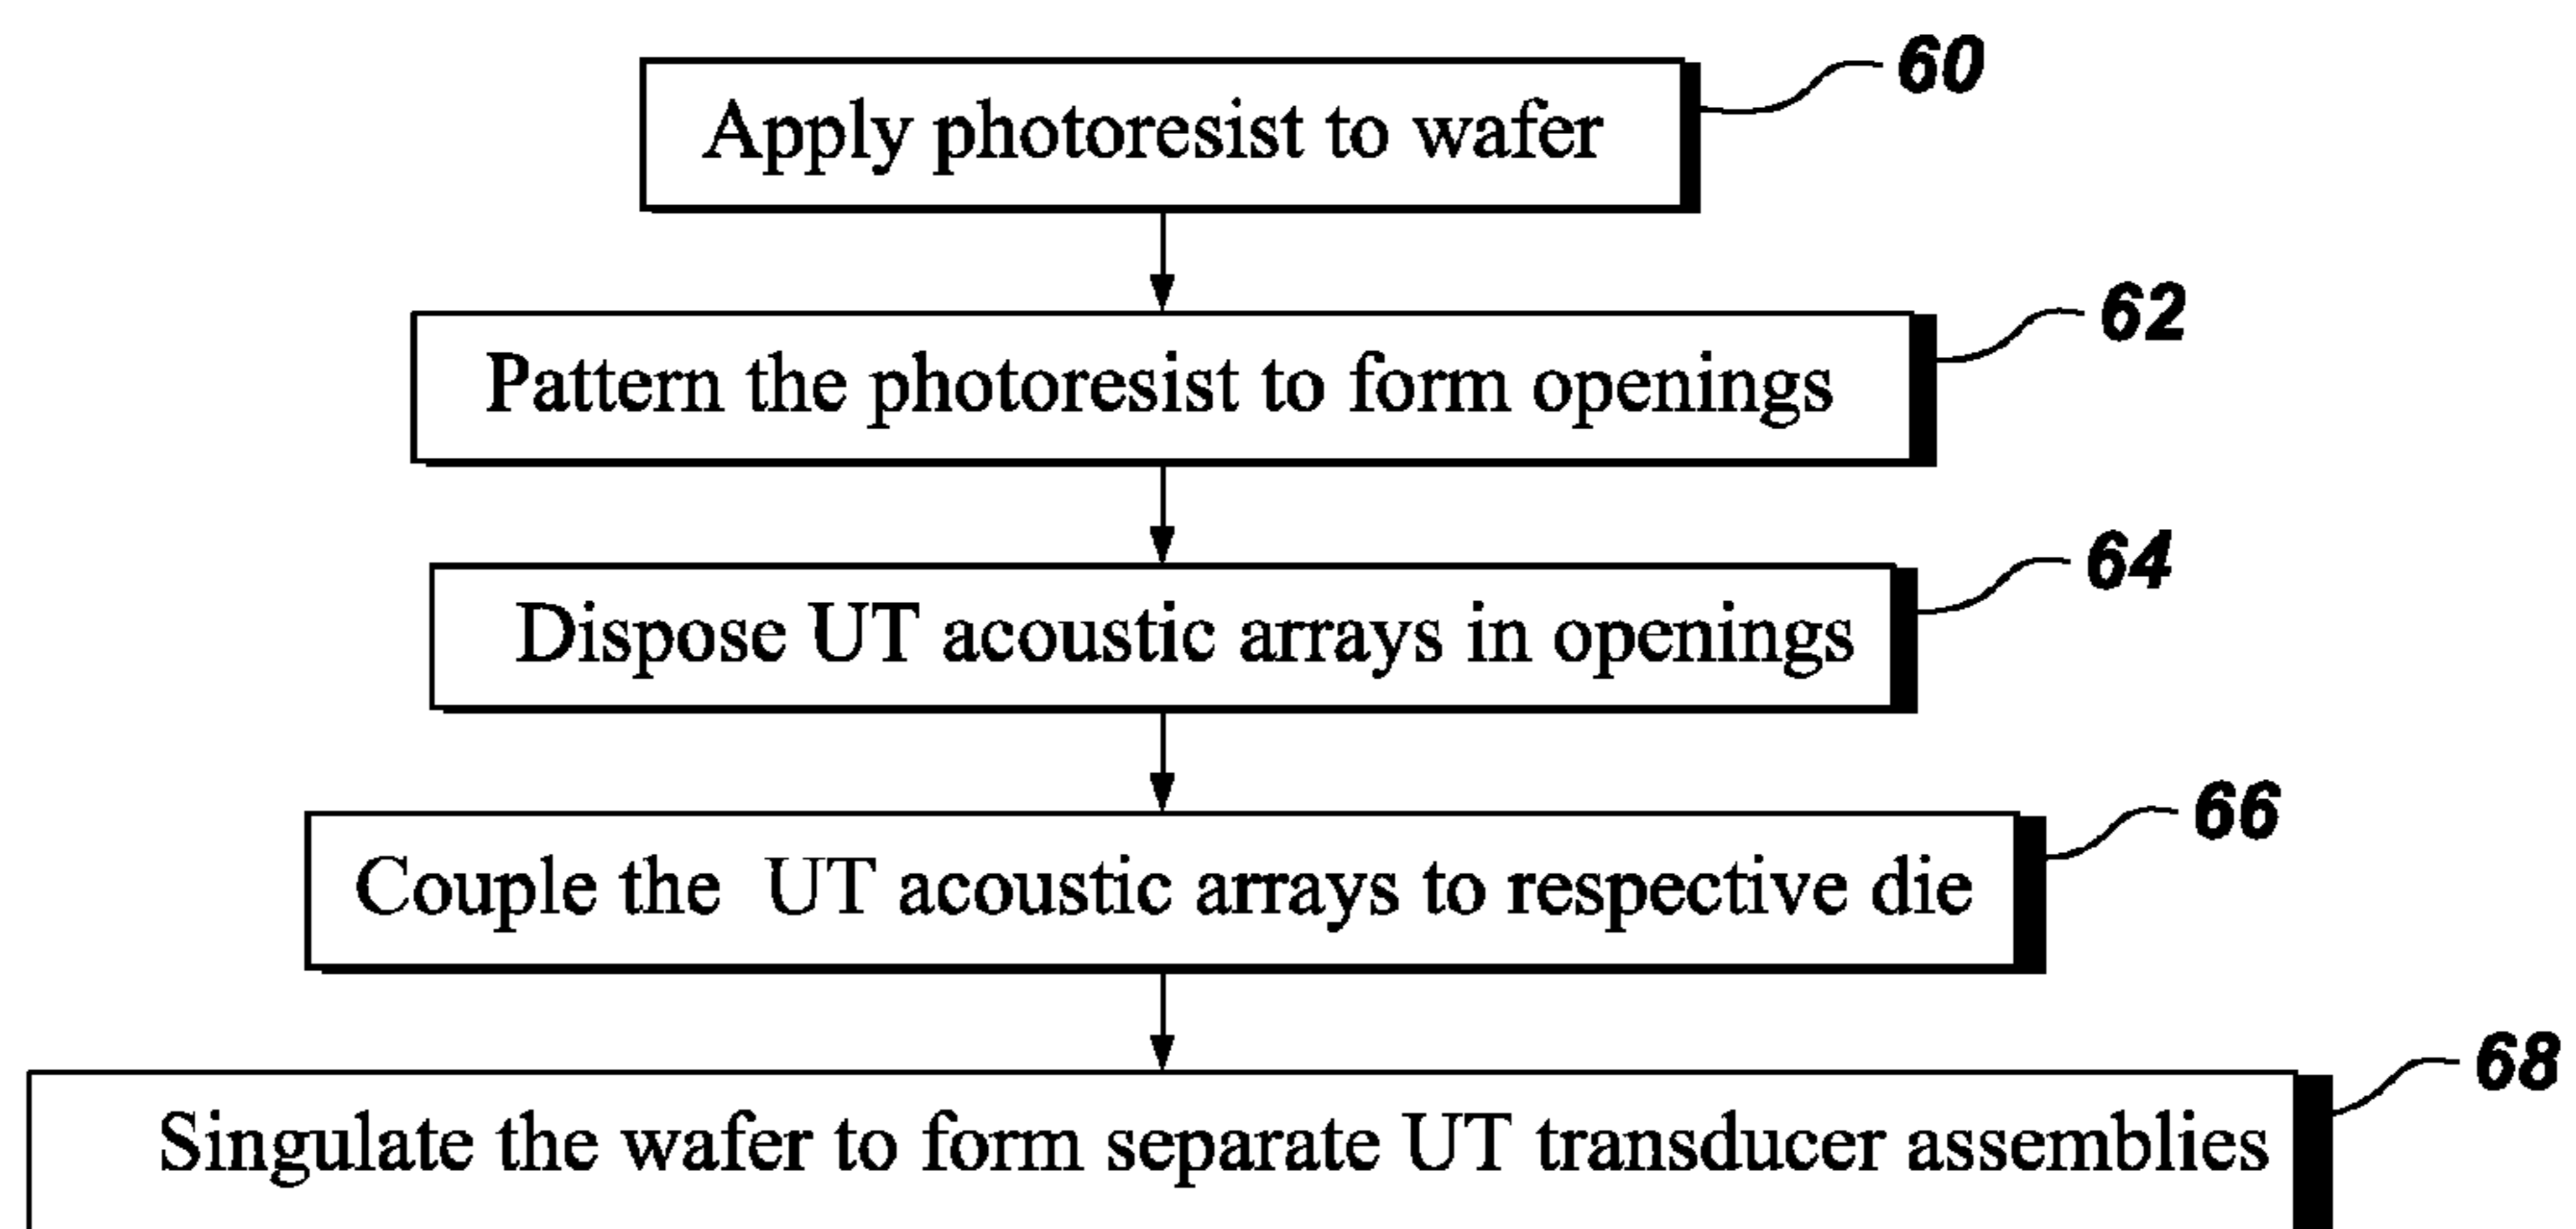 60
Apply photoresist to wafer
62
Pattern the photoresist to form openings
64
Dispose UT acoustic arrays in openings
66
Couple the UT acoustic arrays to respective die
68
Singulate the wafer to form separate UT transducer assemblies